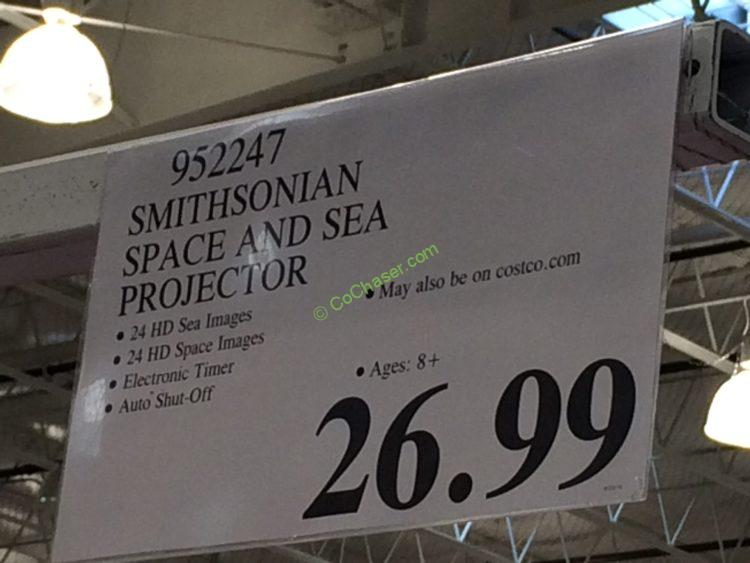 952247
SMITHSONIAN
SPACE AND SEA
PROJECTOR
© CoChaser.com
• May also be on costco.com
• 24 HD Sea Images
• 24 HD Space Images
• Electronic Timer
• Auto Shut-Off
• Ages: 8+
26.99